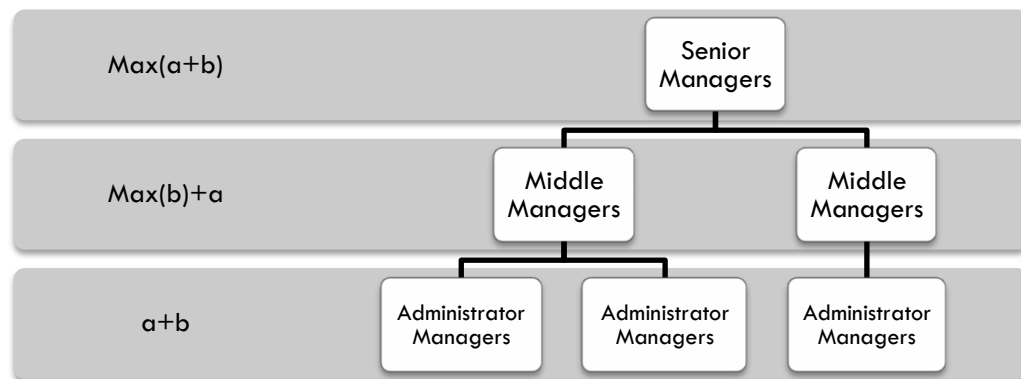 Max(a+b)
Senior
Managers
Max(b)+a
Middle
Managers
Middle
Managers
a+b
Administrator
Managers
Administrator
Managers
Administrator
Managers